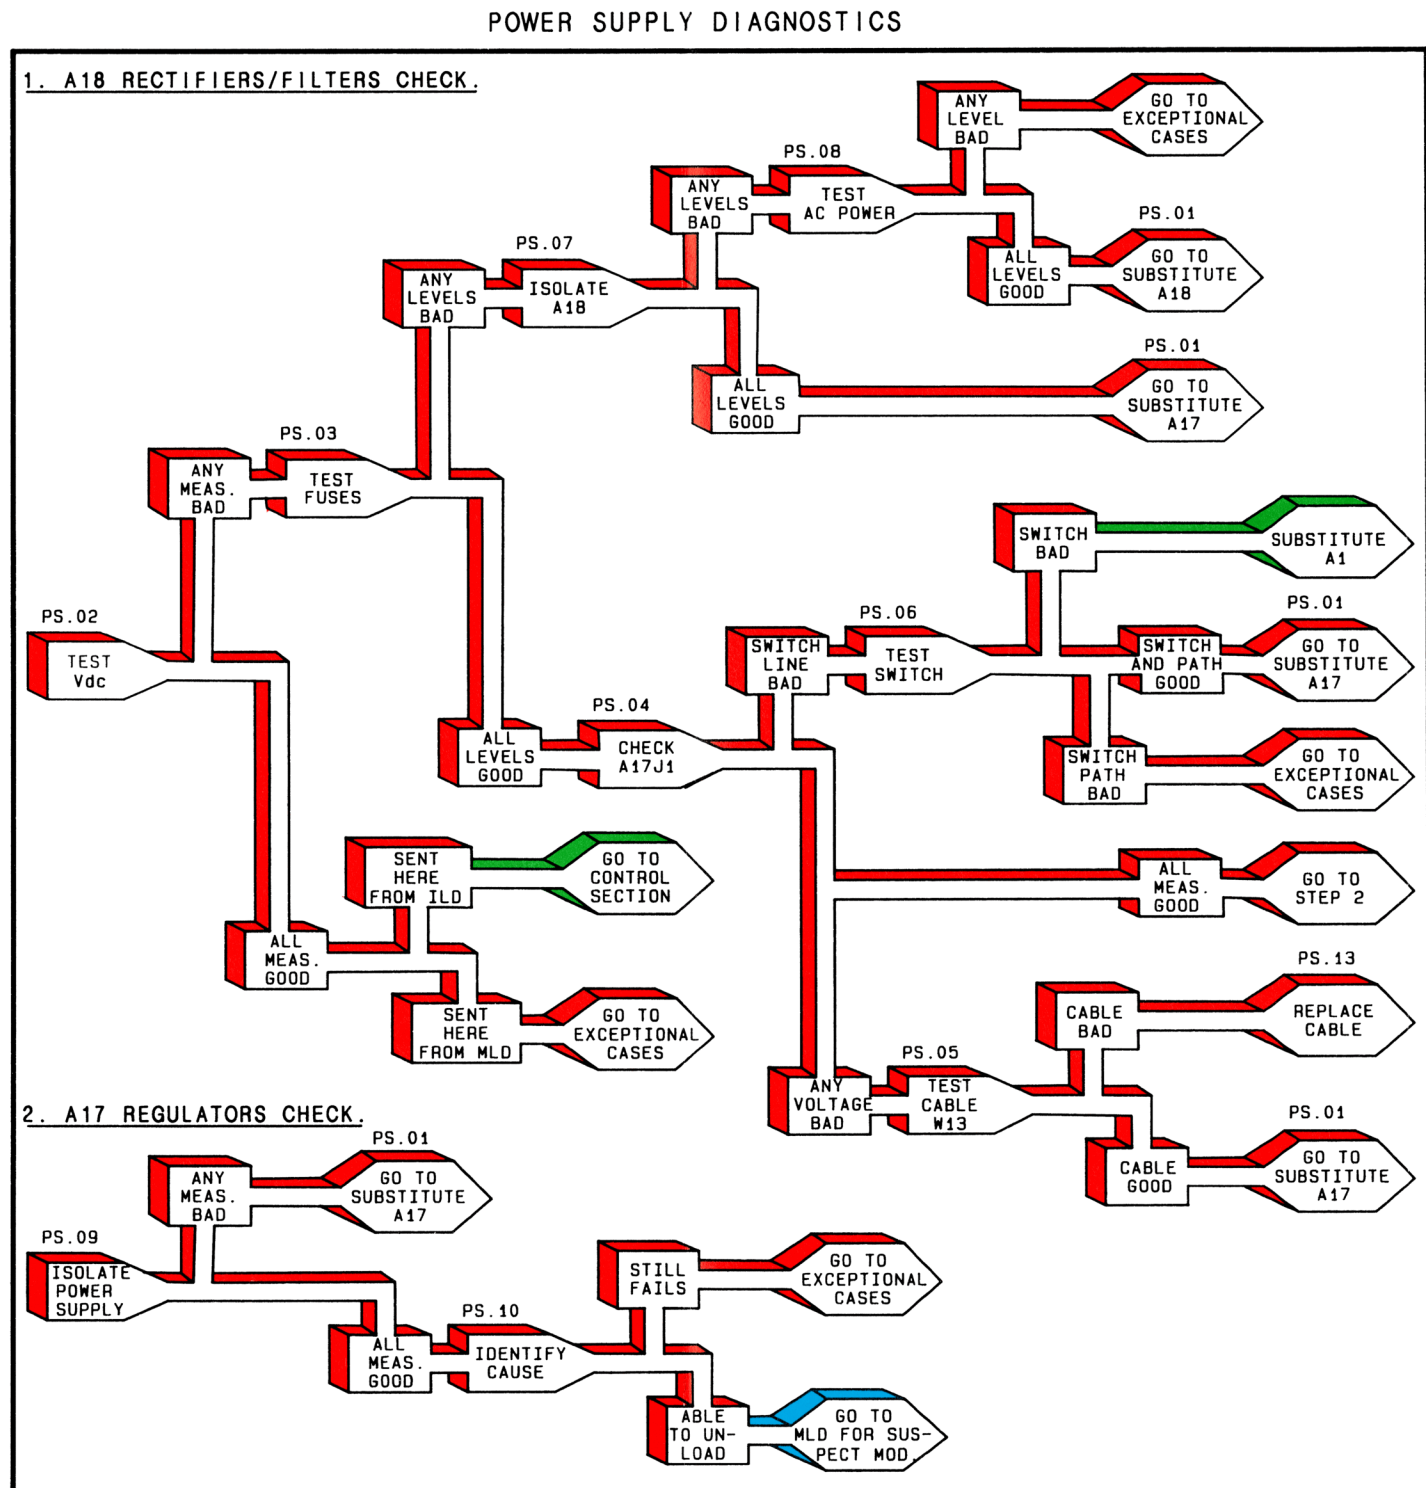 POWER SUPPLY DIAGNOSTICS
1. A18 RECTIFIERS/FILTERS CHECK.
ANY
LEVEL
BAD
GO TO
EXCEPTIONAL
CASES
PS.08
ANY
LEVELS
BAD
TEST
AC POWER
PS.01
ALL
LEVELS
GOOD
GO TO
SUBSTITUTE
A18
PS.07
ANY
LEVELS
BAD
ISOLATE
A18
PS.01
ALL
LEVELS
GOOD
GO TO
SUBSTITUTE
A17
PS.03
ANY
MEAS.
BAD
TEST
FUSES
SWITCH
BAD
SUBSTITUTE
A1
PS.02
TEST
Vdc
PS.06
SWITCH
LINE
BAD
TEST
SWITCH
PS.01
SWITCH
AND PATH
GOOD
GO TO
SUBSTITUTE
A17
PS.04
ALL
LEVELS
GOOD
CHECK
A17J1
SWITCH
PATH
BAD
GO TO
EXCEPTIONAL
CASES
SENT
HERE
FROM ILD
GO TO
CONTROL
SECTION
ALL
MEAS.
GOOD
GO TO
STEP 2
ALL
MEAS.
GOOD
SENT
HERE
FROM MLD
GO TO
EXCEPTIONAL
CASES
PS.13
CABLE
BAD
REPLACE
CABLE
PS.05
ANY
VOLTAGE
BAD
TEST
CABLE
W13
PS.01
CABLE
GOOD
GO TO
SUBSTITUTE
A17
2. A17 REGULATORS CHECK.
PS.01
ANY
MEAS.
BAD
GO TO
SUBSTITUTE
A17
PS.09
ISOLATE
POWER
SUPPLY
STILL
FAILS
GO TO
EXCEPTIONAL
CASES
PS.10
ALL
MEAS.
GOOD
IDENTIFY
CAUSE
ABLE
TO UN-
LOAD
GO TO
MLD FOR SUS-
PECT MOD.